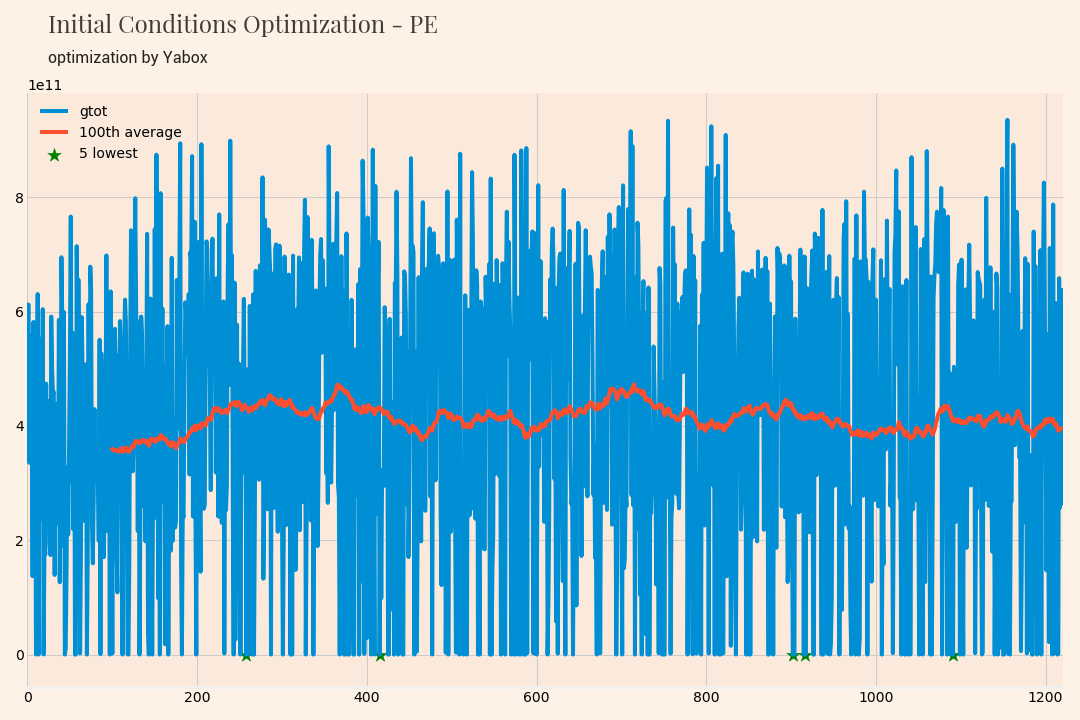 Initial Conditions Optimization - PE
optimization by Yabox
1e11
gtot
100th average
5 lowest
8
6
4
2
0
0 200 400 600 800 1000 1200